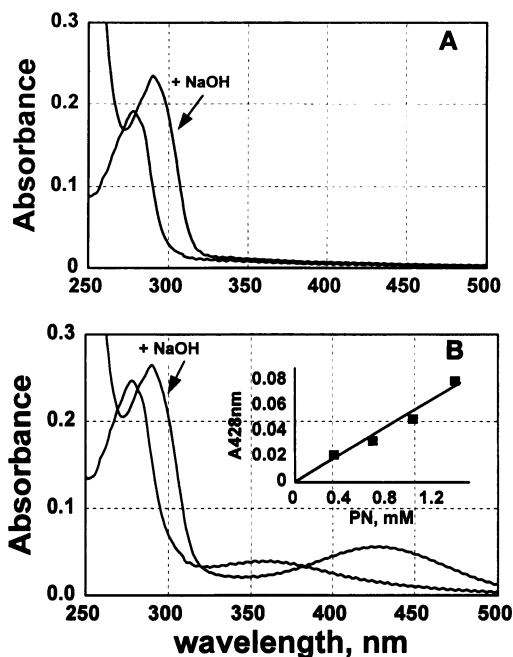 0.3
A
+ NaOH
0.2
Absorbance
0.1
0
250 300 350 400 450 500
0.3
B
+ NaOH
0.08
0.06
A428nm
0.04
0.02
0
0 0.4 0.8 1.2
PN, mM
0.2
Absorbance
0.1
0.0
250 300 350 400 450 500
wavelength, nm